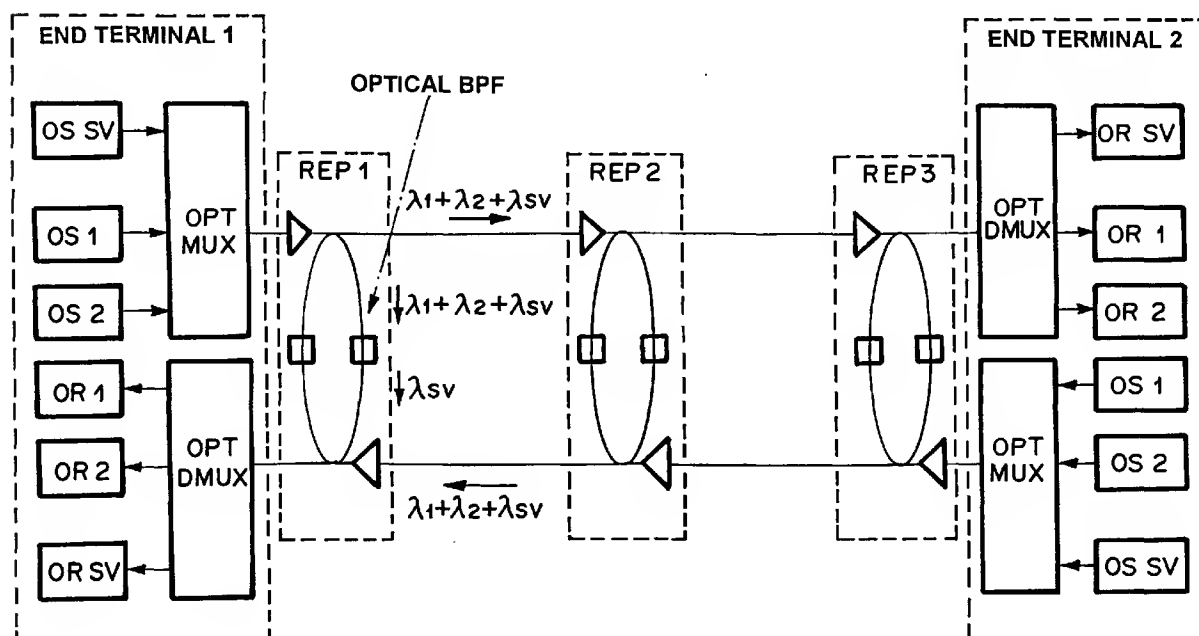 END TERMINAL 1
OS SV
OS 1
OS 2
OPT
MUX
OR 1
OR 2
OR SV
OPT
DMUX
OPTICAL BPF
REP 1
λ1+λ2+λSV
λ1+λ2+λSV
λSV
λ1+λ2+λSV
REP 2
REP 3
END TERMINAL 2
OPT
DMUX
OR SV
OR 1
OR 2
OPT
MUX
OS 1
OS 2
OS SV